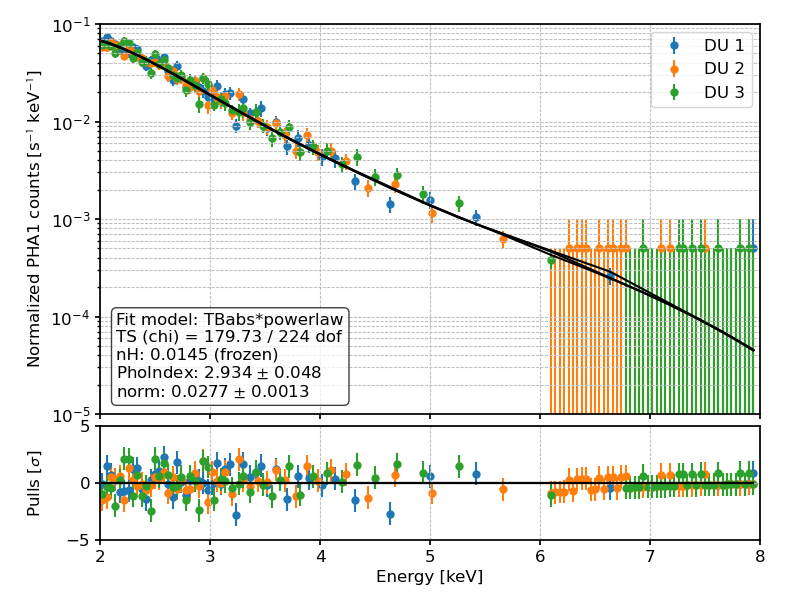 10⁻¹
10⁻²
10⁻³
10⁻⁴
10⁻⁵
Normalized PHA1 counts [s⁻¹ keV⁻¹]
DU 1
DU 2
DU 3
Fit model: TBabs*powerlaw
TS (chi) = 179.73 / 224 dof
nH: 0.0145 (frozen)
PhoIndex: 2.934 ± 0.048
norm: 0.0277 ± 0.0013
5
0
−5
Pulls [σ]
2 3 4 5 6 7 8
Energy [keV]